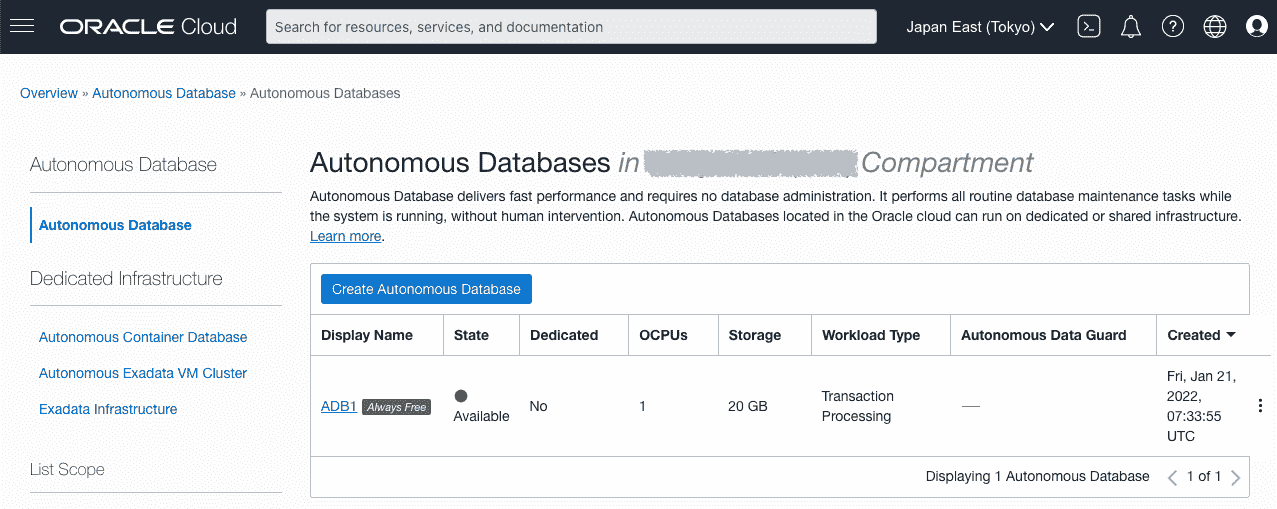 ORACLE Cloud
Search for resources, services, and documentation
Japan East (Tokyo)
Overview » Autonomous Database » Autonomous Databases
Autonomous Database
Autonomous Database
Dedicated Infrastructure
Autonomous Container Database
Autonomous Exadata VM Cluster
Exadata Infrastructure
List Scope
Autonomous Databases in Compartment
Autonomous Database delivers fast performance and requires no database administration. It performs all routine database maintenance tasks while
the system is running, without human intervention. Autonomous Databases located in the Oracle cloud can run on dedicated or shared infrastructure.
Learn more.
Create Autonomous Database
Display Name State Dedicated OCPUs Storage Workload Type Autonomous Data Guard Created
ADB1 Always Free Available No 1 20 GB Transaction Processing — Fri, Jan 21, 2022, 07:33:55 UTC
Displaying 1 Autonomous Database 1 of 1